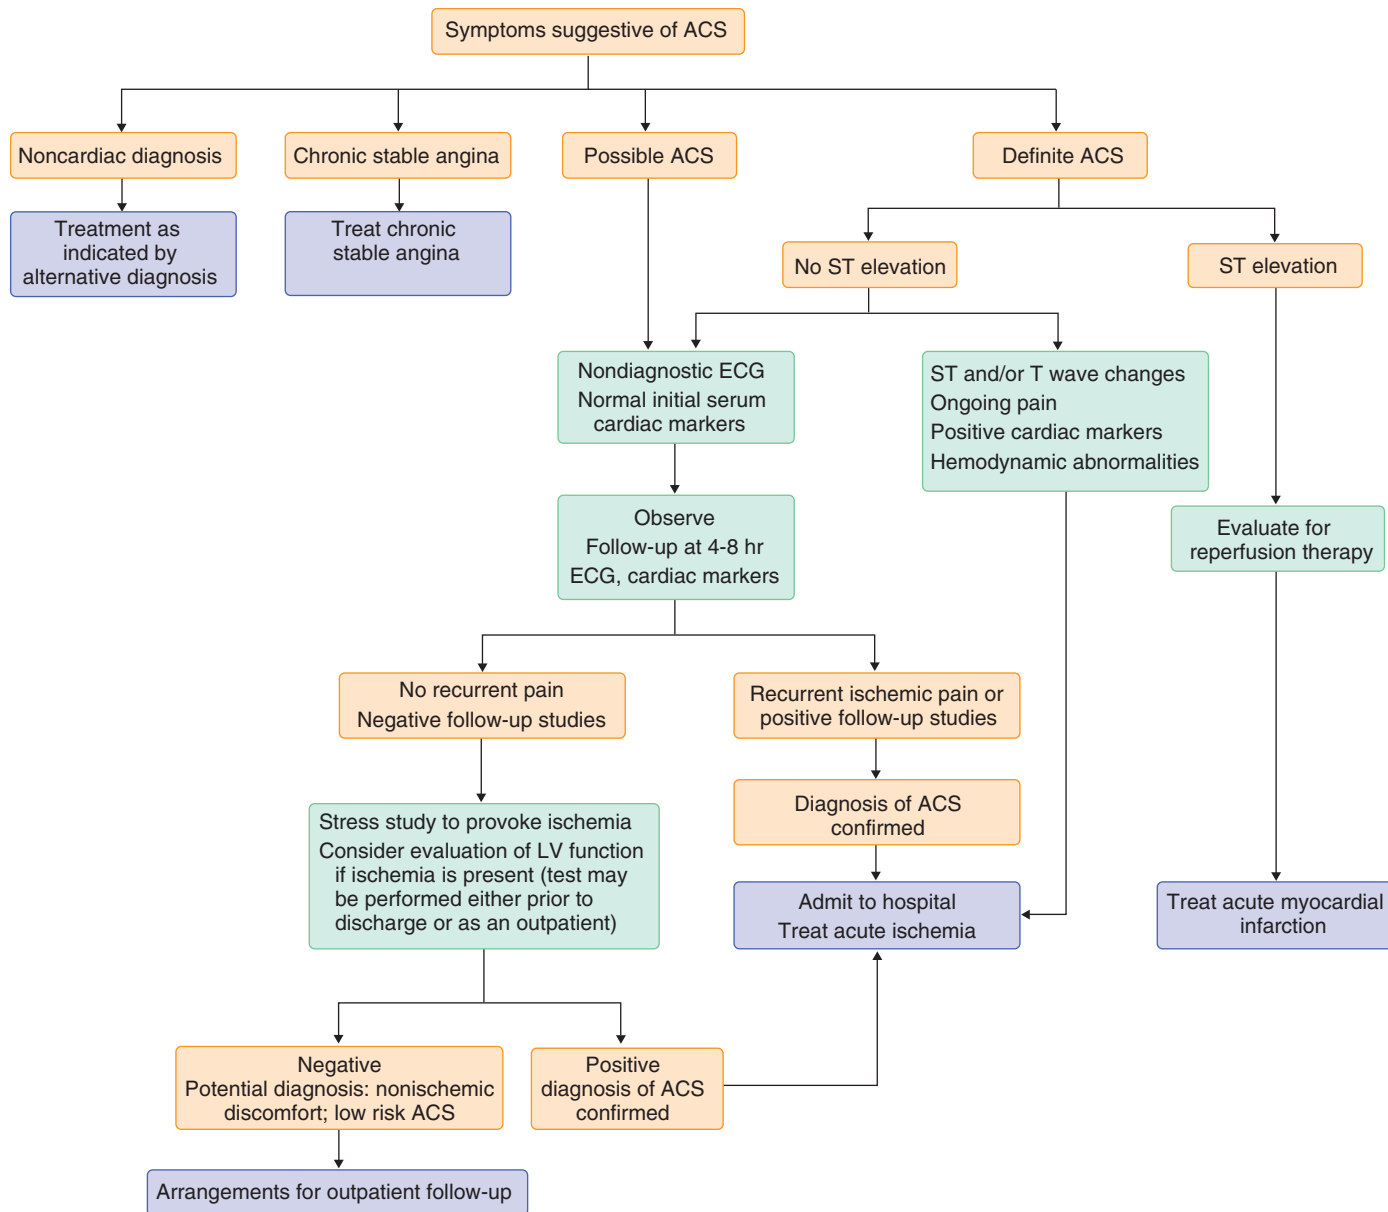 Symptoms suggestive of ACS
Noncardiac diagnosis
Chronic stable angina
Possible ACS
Definite ACS
Treatment as
indicated by
alternative diagnosis
Treat chronic
stable angina
No ST elevation
ST elevation
Nondiagnostic ECG
Normal initial serum
cardiac markers
ST and/or T wave changes
Ongoing pain
Positive cardiac markers
Hemodynamic abnormalities
Observe
Follow-up at 4-8 hr
ECG, cardiac markers
Evaluate for
reperfusion therapy
No recurrent pain
Negative follow-up studies
Recurrent ischemic pain or
positive follow-up studies
Diagnosis of ACS
confirmed
Stress study to provoke ischemia
Consider evaluation of LV function
if ischemia is present (test may
be performed either prior to
discharge or as an outpatient)
Admit to hospital
Treat acute ischemia
Treat acute myocardial
infarction
Negative
Potential diagnosis: nonischemic
discomfort; low risk ACS
Positive
diagnosis of ACS
confirmed
Arrangements for outpatient follow-up